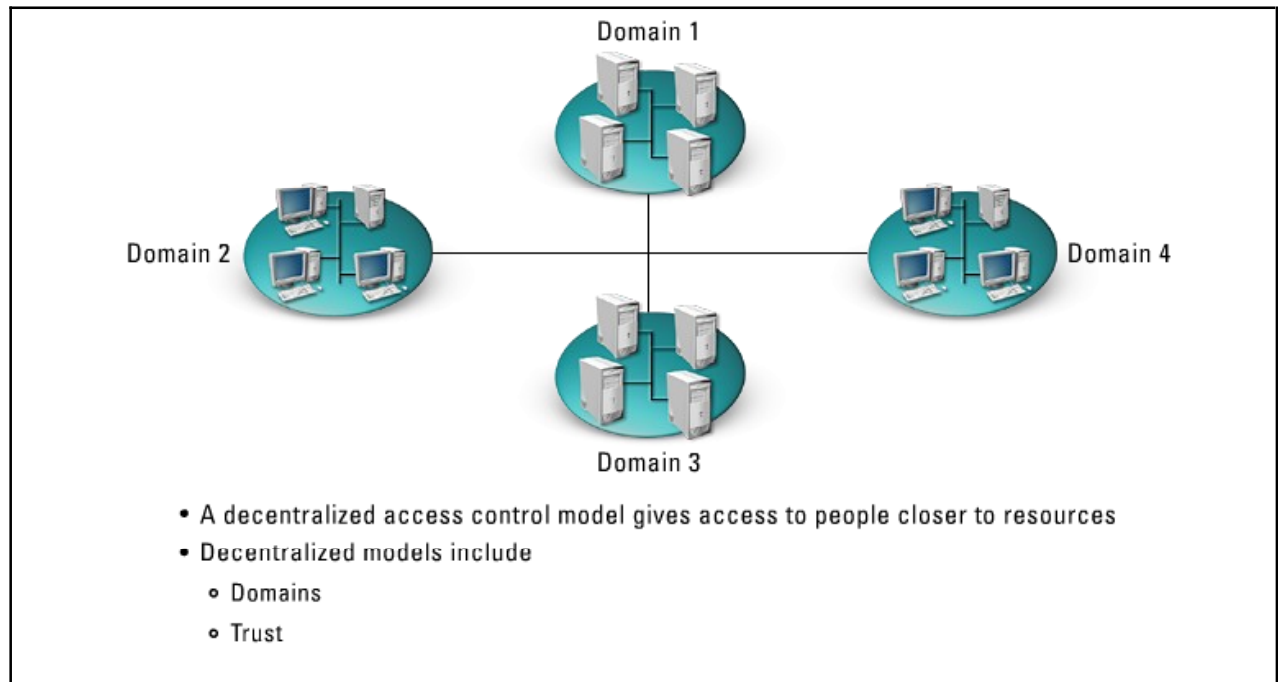 Domain 1
Domain 2
Domain 4
Domain 3
• A decentralized access control model gives access to people closer to resources
• Decentralized models include
∘ Domains
∘ Trust